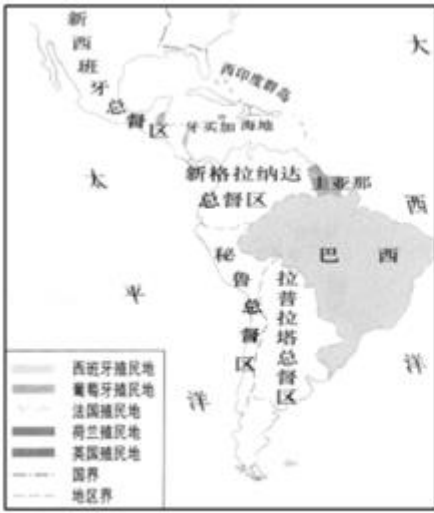 新西班牙总督区
大西洋
西印度群岛
牙买加
海地
太平洋
新格拉纳达
总督区
圭亚那
巴西
秘鲁总督区
拉普拉塔总督区
西班牙殖民地
葡萄牙殖民地
法国殖民地
荷兰殖民地
英国殖民地
国界
地区界